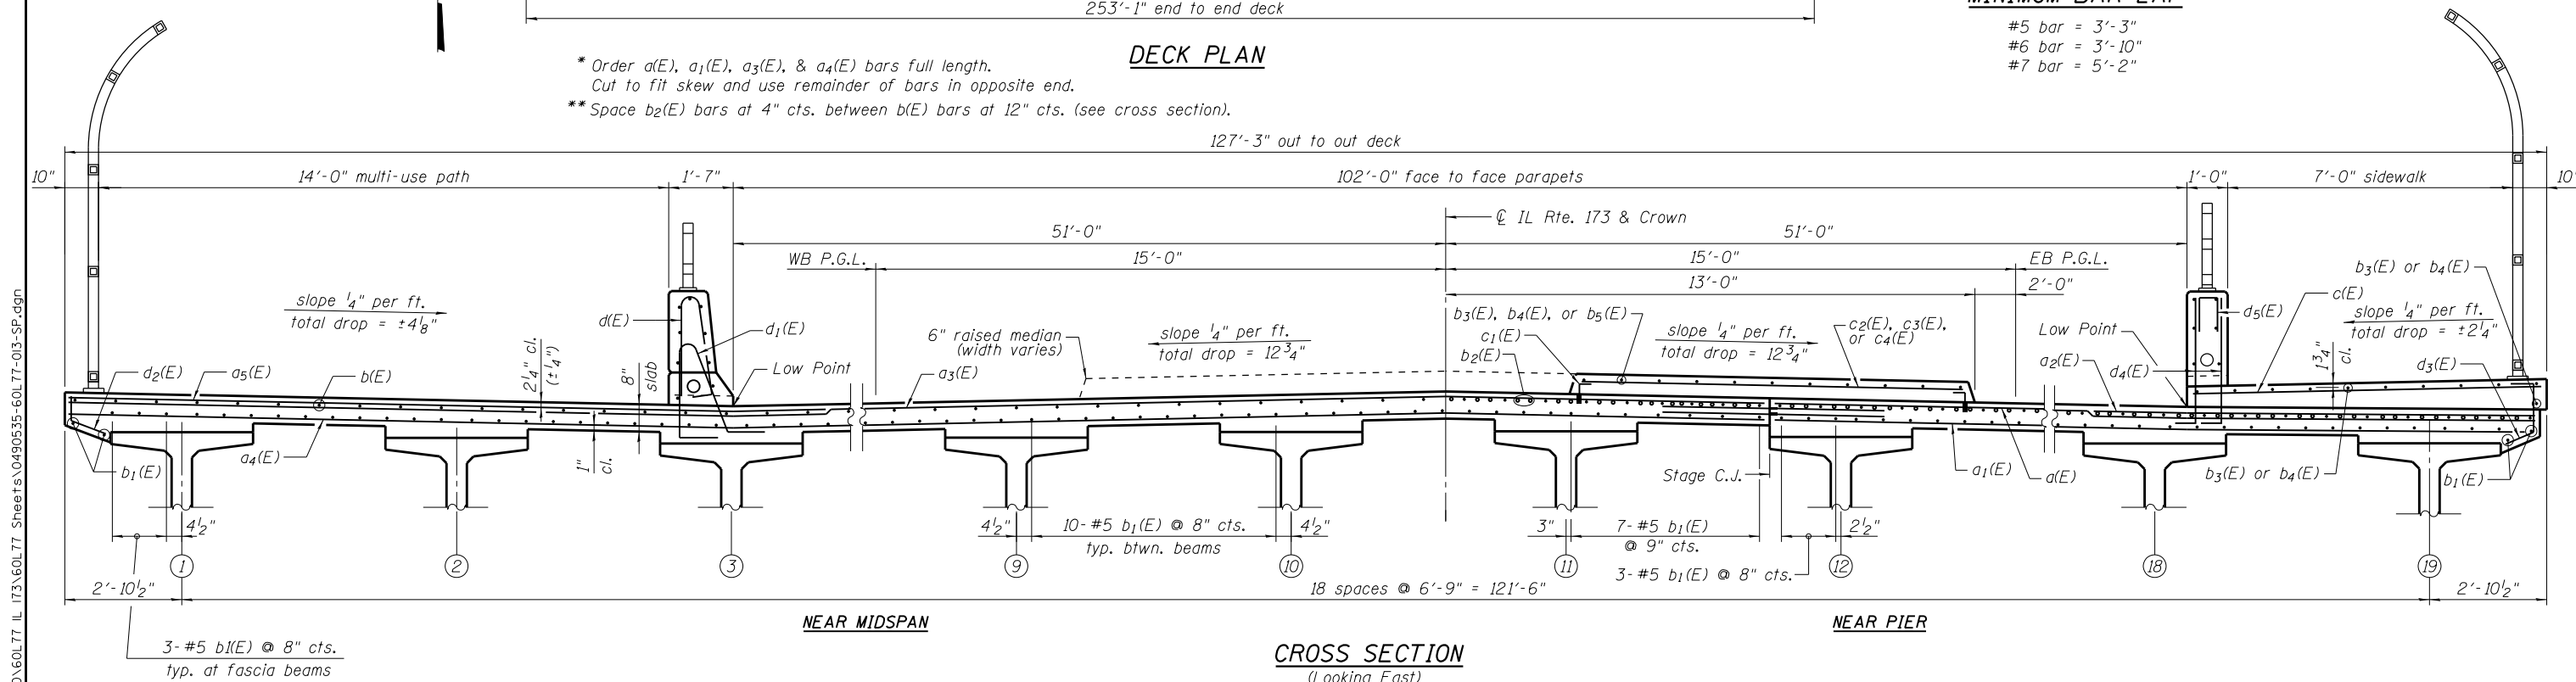 253'-1" end to end deck
DECK PLAN
* Order a(E), a1(E), a3(E), & a4(E) bars full length.
Cut to fit skew and use remainder of bars in opposite end.
** Space b2(E) bars at 4" cts. between b(E) bars at 12" cts. (see cross section).
#5 bar = 3'-3"
#6 bar = 3'-10"
#7 bar = 5'-2"
127'-3" out to out deck
10"
14'-0" multi-use path
1'-7"
102'-0" face to face parapets
1'-0"
7'-0" sidewalk
℄ IL Rte. 173 & Crown
51'-0"
51'-0"
WB P.G.L.
15'-0"
15'-0"
EB P.G.L.
13'-0"
2'-0"
b3(E) or b4(E)
c(E)
slope 1/4" per ft.
total drop = ±4 1/8"
d(E)
d1(E)
6" raised median
(width varies)
slope 1/4" per ft.
total drop = 12 3/4"
b3(E), b4(E), or b5(E)
c1(E)
b2(E)
slope 1/4" per ft.
total drop = 12 3/4"
c2(E), c3(E),
or c4(E)
Low Point
a2(E)
d4(E)
d5(E)
slope 1/4" per ft.
total drop = ±2 1/4"
1 3/4"
cl.
d3(E)
d2(E)
a5(E)
b(E)
2 1/4" cl.
(±1/4")
8"
slab
Low Point
a3(E)
b1(E)
a4(E)
1"
cl.
Stage C.J.
a1(E)
a(E)
b3(E) or b4(E)
b1(E)
4 1/2"
4 1/2"
10-#5 b1(E) @ 8" cts.
typ. btwn. beams
4 1/2"
3"
7-#5 b1(E)
@ 9" cts.
2 1/2"
3-#5 b1(E) @ 8" cts.
1
2
3
9
10
11
12
18
19
2'-10 1/2"
18 spaces @ 6'-9" = 121'-6"
2'-10 1/2"
NEAR MIDSPAN
NEAR PIER
3-#5 b1(E) @ 8" cts.
typ. at fascia beams
CROSS SECTION
(Looking East)
60L77 IL 173\60L77 Sheets\0490535-60L77-013-SP.dgn